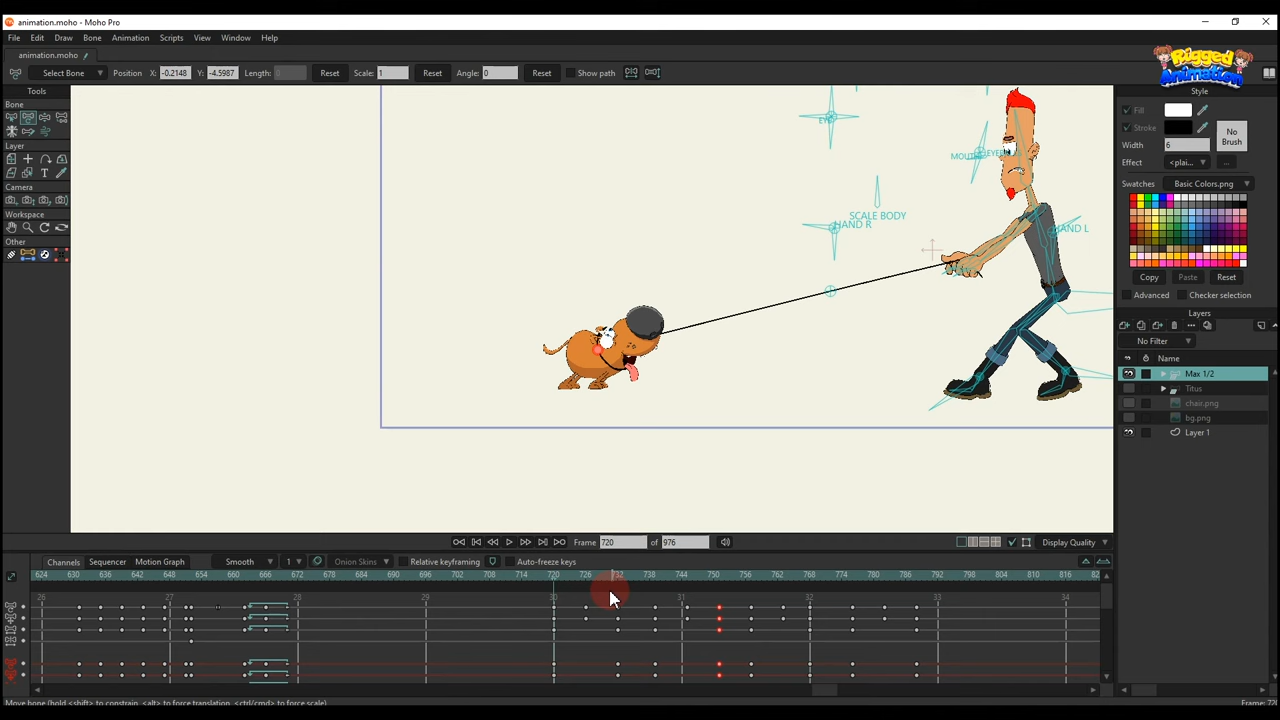 animation.moho - Moho Pro
File Edit Draw Bone Animation Scripts View Window Help
animation.moho
Rigged
Animation
Select Bone Position X: -0.2148 Y: -4.5987 Length: 0 Reset Scale: 1 Reset Angle: 0 Reset Show path
Tools
Bone
Layer
Camera
Workspace
Other
EYE
MOUTH
SCALE BODY
HAND R
HAND L
Style
Fill
Stroke
No
Brush
Width 6
Effect <plai... ...
Swatches Basic Colors.png
Copy Paste Reset
Advanced Checker selection
Layers
No Filter
Name
Max 1/2
Titus
chair.png
bg.png
Layer 1
Frame 720 of 976 Display Quality
Channels Sequencer Motion Graph Smooth 1 Onion Skins Relative keyframing Auto-freeze keys
624 630 636 642 648 654 660 666 672 678 684 690 696 702 708 714 720 726 732 738 744 750 756 762 768 774 780 786 792 798 804 810 816 82
26 27 28 29 30 31 32 33 34
Move bone (hold <shift> to constrain, <alt> to force translation, <ctrl/cmd> to force scale) Frame: 720